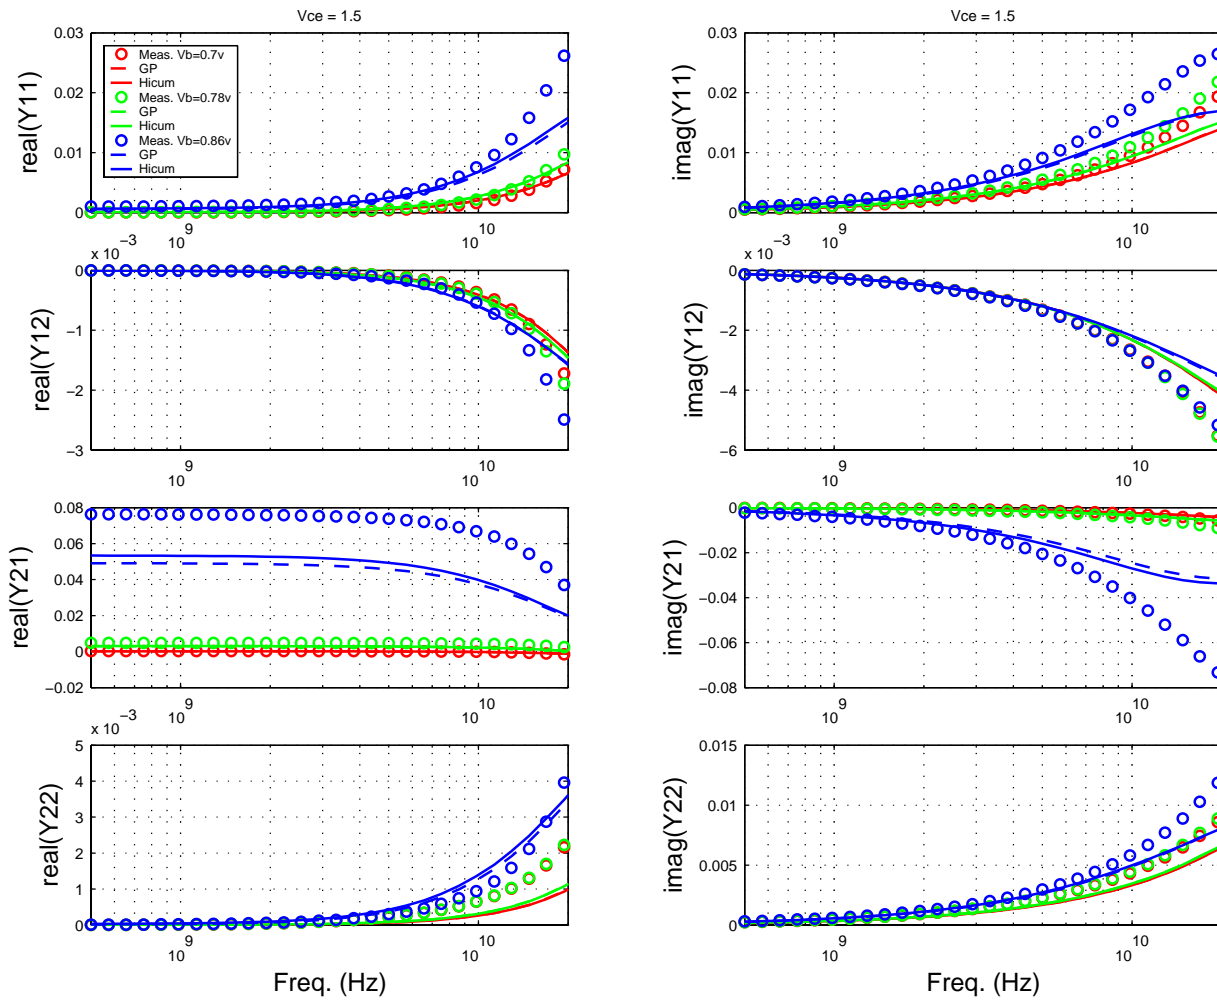 Vce = 1.5
Vce = 1.5
0.03
0.02
0.01
0
real(Y11)
Meas. Vb=0.7v
GP
Hicum
Meas. Vb=0.78v
GP
Hicum
Meas. Vb=0.86v
GP
Hicum
10^9
10^10
0.03
0.02
0.01
0
imag(Y11)
10^9
10^10
x 10^−3
0
−1
−2
−3
real(Y12)
10^9
10^10
x 10^−3
0
−2
−4
−6
imag(Y12)
10^9
10^10
0.08
0.06
0.04
0.02
0
−0.02
real(Y21)
10^9
10^10
0
−0.02
−0.04
−0.06
−0.08
imag(Y21)
10^9
10^10
x 10^−3
5
4
3
2
1
0
real(Y22)
10^9
10^10
Freq. (Hz)
0.015
0.01
0.005
0
imag(Y22)
10^9
10^10
Freq. (Hz)